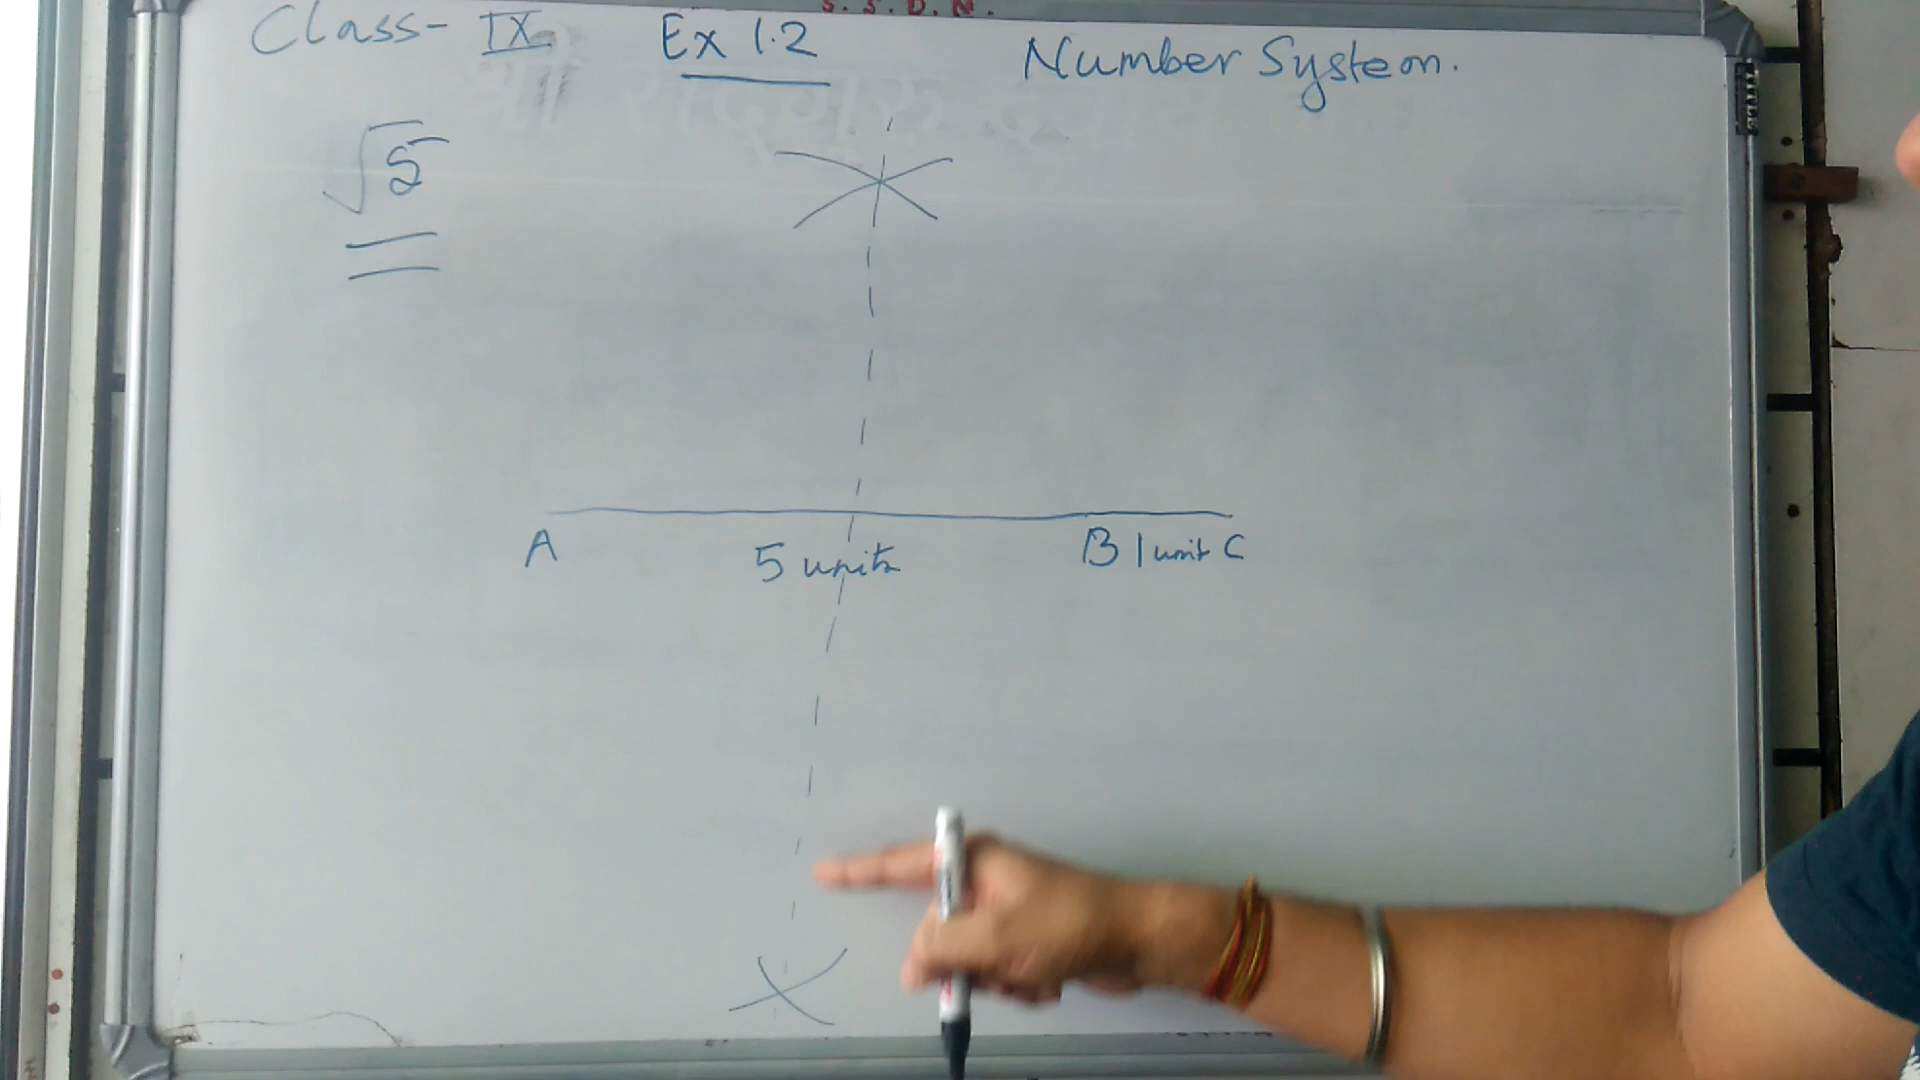 S. S. D. N.
Class- IX Ex 1.2 Number System.
√5
A 5 units B 1 unit C